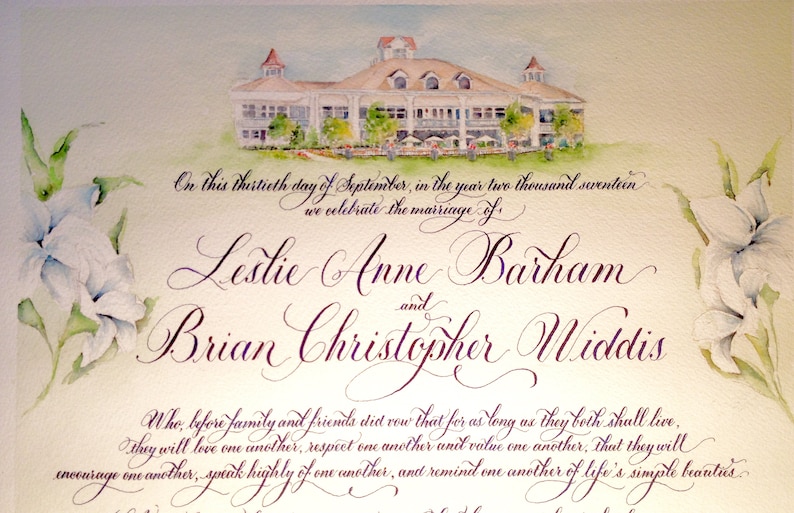 On this thirtieth day of September, in the year two thousand seventeen
we celebrate the marriage of
Leslie Anne Barham
and
Brian Christopher Widdis
Who, before family and friends did vow that for as long as they both shall live,
they will love one another, respect one another and value one another, that they will
encourage one another, speak highly of one another, and remind one another of life's simple beauties.